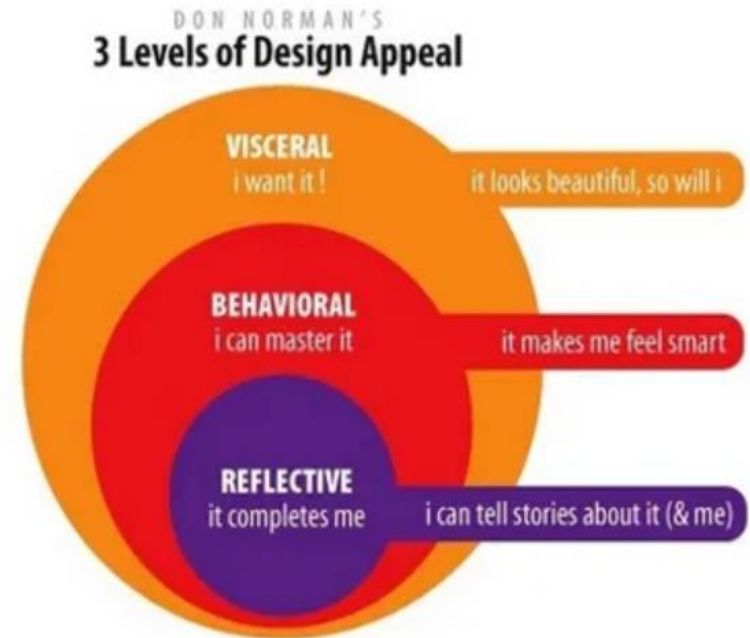 DON NORMAN'S
3 Levels of Design Appeal
VISCERAL
i want it !
it looks beautiful, so will i
BEHAVIORAL
i can master it
it makes me feel smart
REFLECTIVE
it completes me
i can tell stories about it (& me)